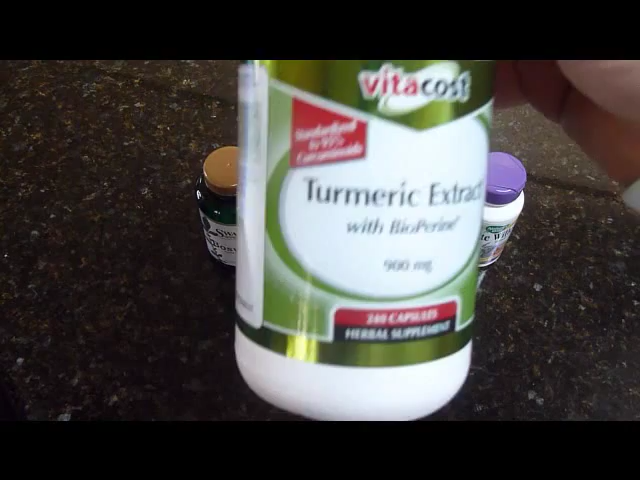 vitacost
Standardized
to 95%
Curcuminoids
Turmeric Extract
with BioPerine
900 mg
240 CAPSULES
HERBAL SUPPLEMENT